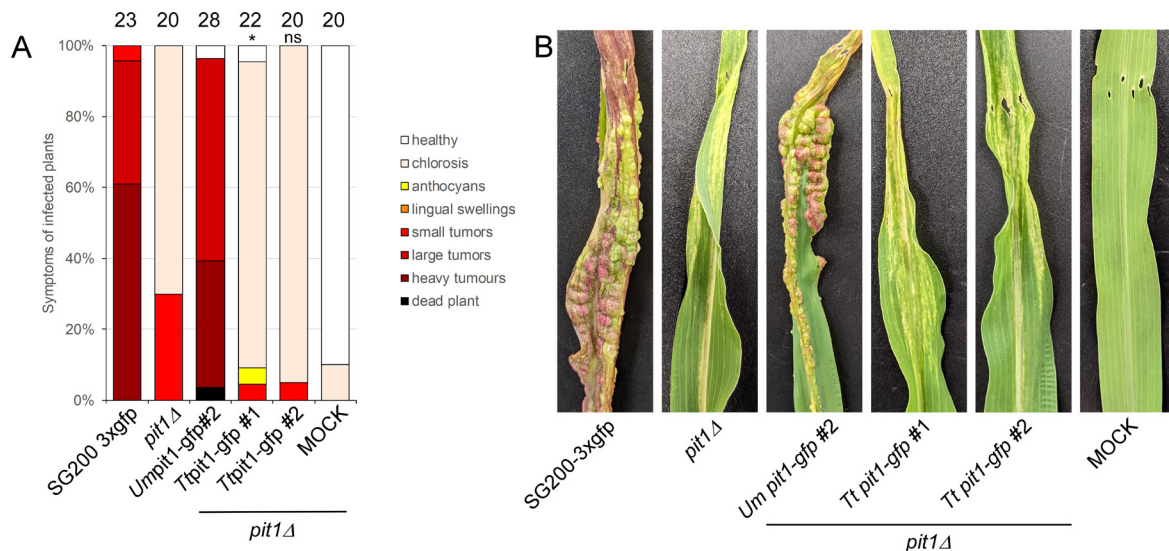 A
23 20 28 22 20 20
* ns
100%
80%
60%
40%
20%
0%
Symptoms of infected plants
SG200 3xgfp
pit1Δ
Umpit1-gfp#2
Ttpit1-gfp #1
Ttpit1-gfp #2
MOCK
pit1Δ
healthy
chlorosis
anthocyans
lingual swellings
small tumors
large tumors
heavy tumours
dead plant
B
SG200-3xgfp
pit1Δ
Um pit1-gfp #2
Tt pit1-gfp #1
Tt pit1-gfp #2
MOCK
pit1Δ